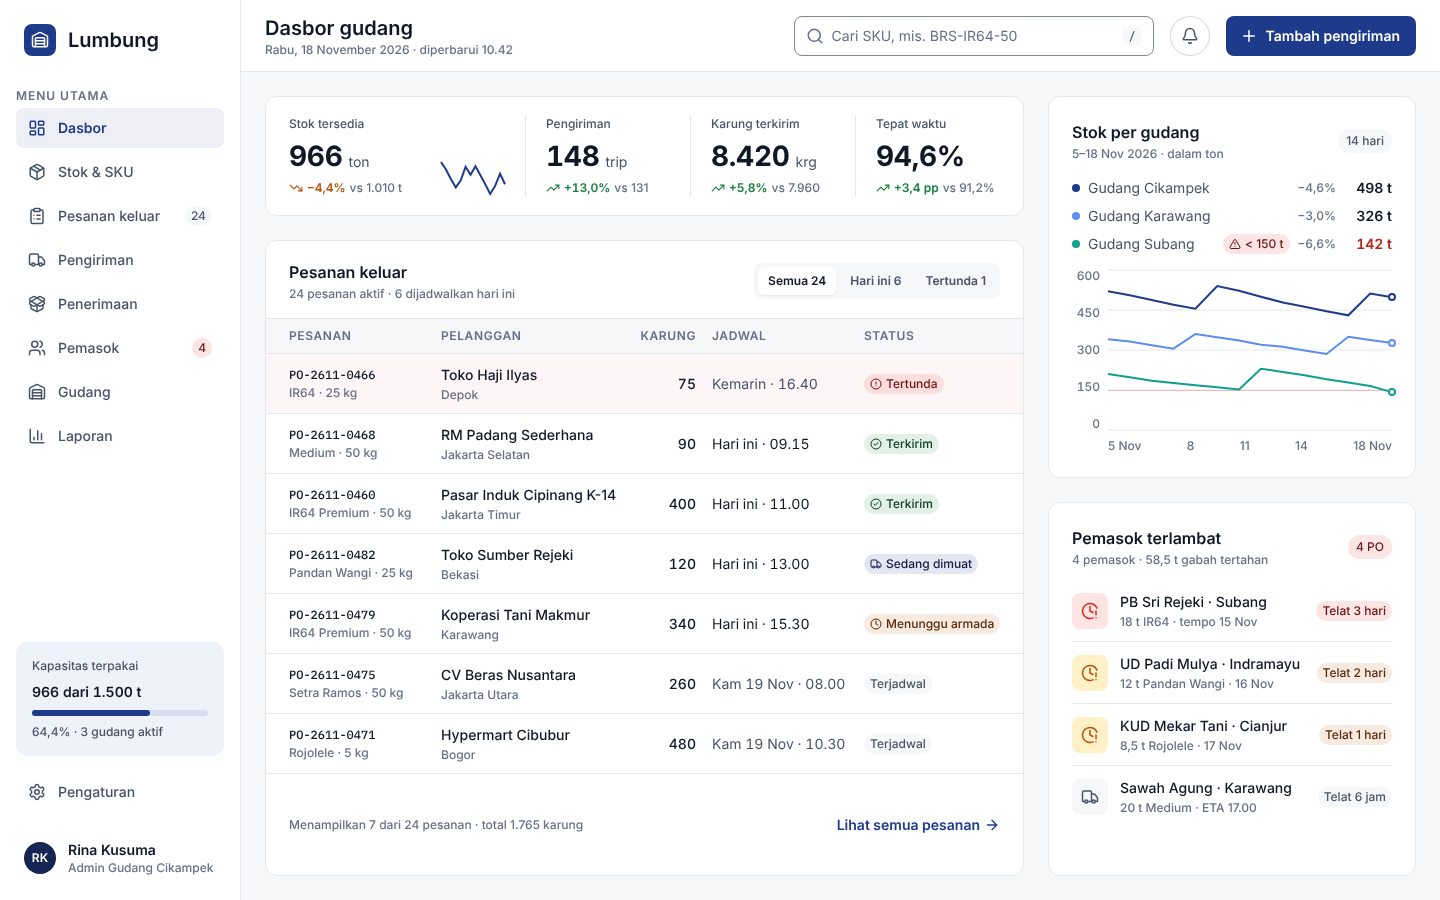 Lumbung
MENU UTAMA
Dasbor
Stok & SKU
Pesanan keluar 24
Pengiriman
Penerimaan
Pemasok 4
Gudang
Laporan
Kapasitas terpakai
966 dari 1.500 t
64,4% · 3 gudang aktif
Pengaturan
RK
Rina Kusuma
Admin Gudang Cikampek
Dasbor gudang
Rabu, 18 November 2026 · diperbarui 10.42
Cari SKU, mis. BRS-IR64-50 /
Tambah pengiriman
Stok tersedia
966 ton
−4,4% vs 1.010 t
Pengiriman
148 trip
+13,0% vs 131
Karung terkirim
8.420 krg
+5,8% vs 7.960
Tepat waktu
94,6%
+3,4 pp vs 91,2%
Pesanan keluar
24 pesanan aktif · 6 dijadwalkan hari ini
Semua 24 Hari ini 6 Tertunda 1
PESANAN PELANGGAN KARUNG JADWAL STATUS
PO-2611-0466 Toko Haji Ilyas 75 Kemarin · 16.40 Tertunda
IR64 · 25 kg Depok
PO-2611-0468 RM Padang Sederhana 90 Hari ini · 09.15 Terkirim
Medium · 50 kg Jakarta Selatan
PO-2611-0460 Pasar Induk Cipinang K-14 400 Hari ini · 11.00 Terkirim
IR64 Premium · 50 kg Jakarta Timur
PO-2611-0482 Toko Sumber Rejeki 120 Hari ini · 13.00 Sedang dimuat
Pandan Wangi · 25 kg Bekasi
PO-2611-0479 Koperasi Tani Makmur 340 Hari ini · 15.30 Menunggu armada
IR64 Premium · 50 kg Karawang
PO-2611-0475 CV Beras Nusantara 260 Kam 19 Nov · 08.00 Terjadwal
Setra Ramos · 50 kg Jakarta Utara
PO-2611-0471 Hypermart Cibubur 480 Kam 19 Nov · 10.30 Terjadwal
Rojolele · 5 kg Bogor
Menampilkan 7 dari 24 pesanan · total 1.765 karung
Lihat semua pesanan
Stok per gudang
5–18 Nov 2026 · dalam ton
14 hari
Gudang Cikampek −4,6% 498 t
Gudang Karawang −3,0% 326 t
Gudang Subang < 150 t −6,6% 142 t
600
450
300
150
0
5 Nov 8 11 14 18 Nov
Pemasok terlambat
4 pemasok · 58,5 t gabah tertahan
4 PO
PB Sri Rejeki · Subang
18 t IR64 · tempo 15 Nov
Telat 3 hari
UD Padi Mulya · Indramayu
12 t Pandan Wangi · 16 Nov
Telat 2 hari
KUD Mekar Tani · Cianjur
8,5 t Rojolele · 17 Nov
Telat 1 hari
Sawah Agung · Karawang
20 t Medium · ETA 17.00
Telat 6 jam